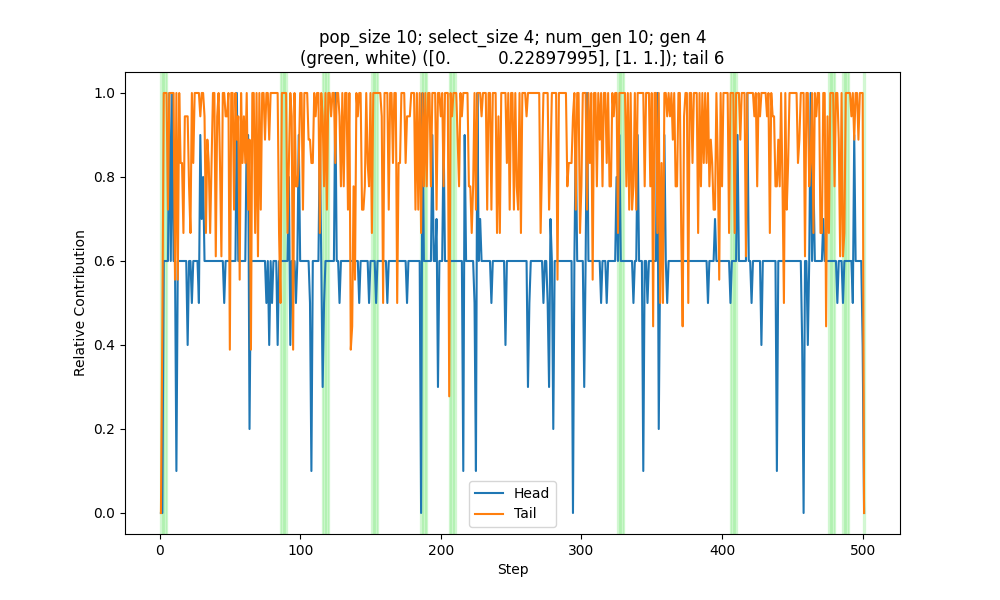 pop_size 10; select_size 4; num_gen 10; gen 4
(green, white) ([0. 0.22897995], [1. 1.]); tail 6
Relative Contribution
1.0
0.8
0.6
0.4
0.2
0.0
Head
Tail
0 100 200 300 400 500
Step